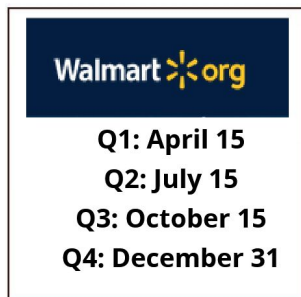 Walmart org
Q1: April 15
Q2: July 15
Q3: October 15
Q4: December 31